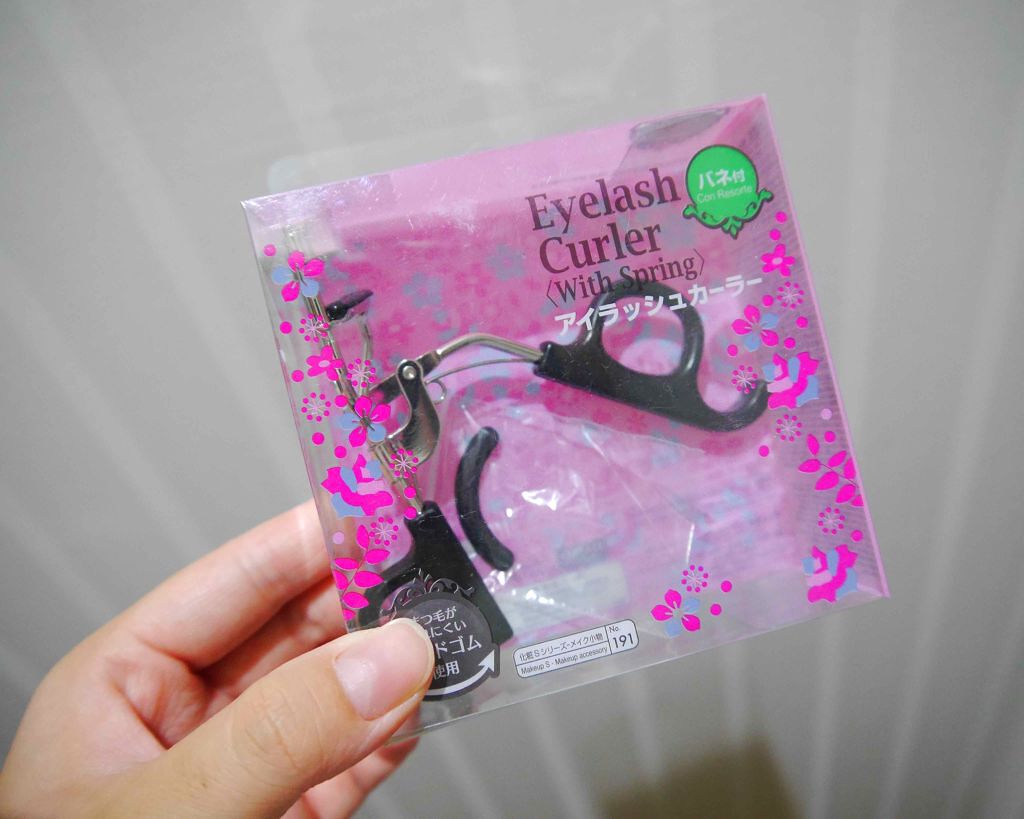 Eyelash
Curler
〈With Spring〉
アイラッシュカーラー
バネ付
Con Resorte
まつ毛が
にくい
ドゴム
使用
化粧Sシリーズ-メイク小物
Makeup S - Makeup accessory
No.
191